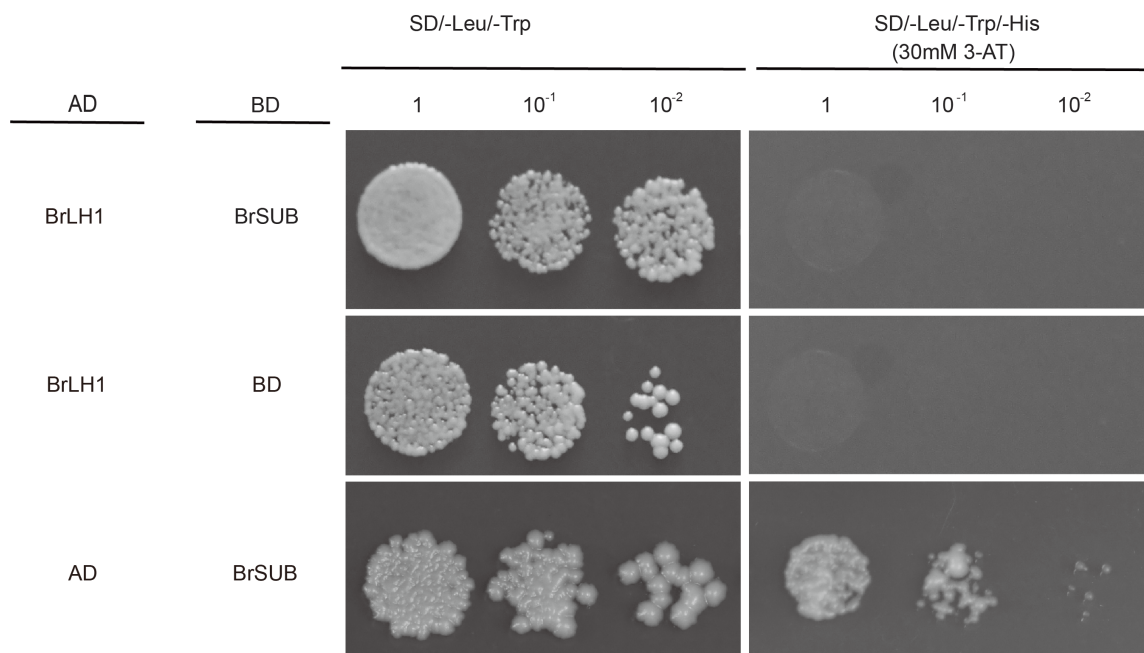 SD/-Leu/-Trp
SD/-Leu/-Trp/-His
(30mM 3-AT)
AD
BD
1
10⁻¹
10⁻²
1
10⁻¹
10⁻²
BrLH1
BrSUB
BrLH1
BD
AD
BrSUB